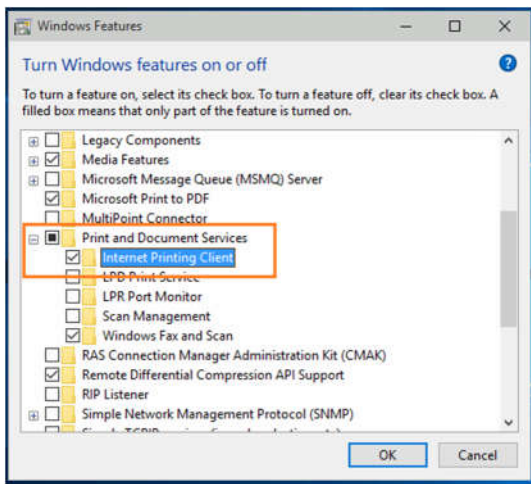 Windows Features
Turn Windows features on or off
?
To turn a feature on, select its check box. To turn a feature off, clear its check box. A
filled box means that only part of the feature is turned on.
Legacy Components
Media Features
Microsoft Message Queue (MSMQ) Server
Microsoft Print to PDF
MultiPoint Connector
Print and Document Services
Internet Printing Client
LPD Print Service
LPR Port Monitor
Scan Management
Windows Fax and Scan
RAS Connection Manager Administration Kit (CMAK)
Remote Differential Compression API Support
RIP Listener
Simple Network Management Protocol (SNMP)
OK Cancel